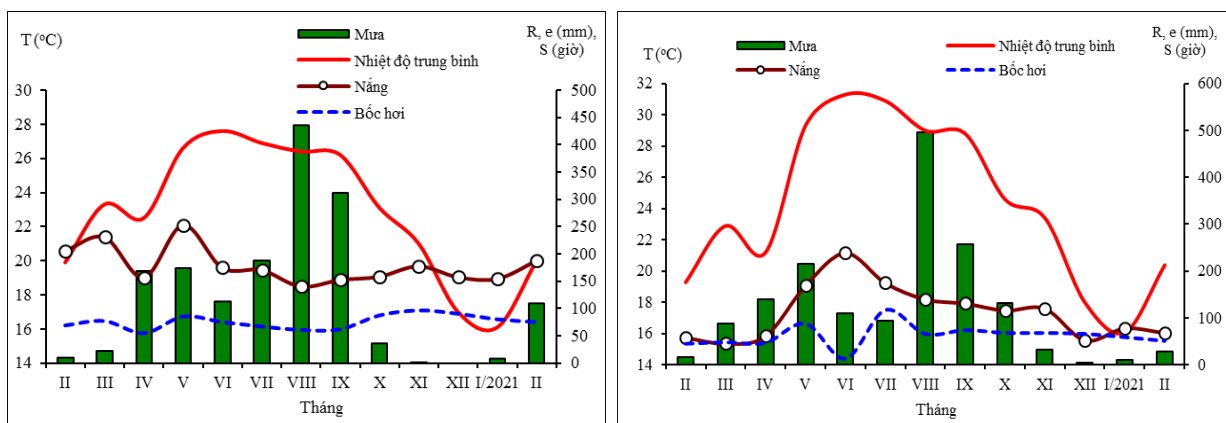 T (°C)
R, e (mm),
S (giờ)
Mưa
Nhiệt độ trung bình
Nắng
Bốc hơi
30
28
26
24
22
20
18
16
14
500
450
400
350
300
250
200
150
100
50
0
II III IV V VI VII VIII IX X XI XII I/2021 II
Tháng
T (°C)
R, e (mm),
S (giờ)
Mưa Nhiệt độ trung bình
Nắng Bốc hơi
32
30
28
26
24
22
20
18
16
14
600
500
400
300
200
100
0
II III IV V VI VII VIII IX X XI XII I/2021 II
Tháng